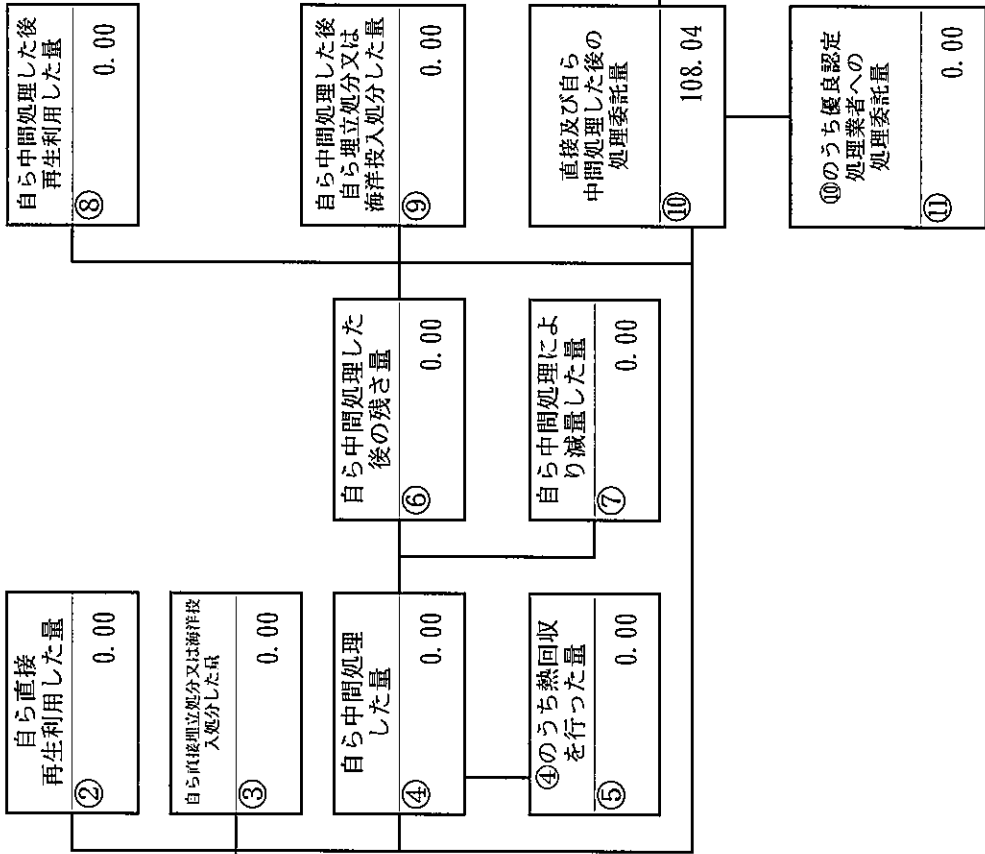 自ら直接
再生利用した量
②
0.00
自ら直接埋立処分又は海洋投
入処分した量
③
0.00
自ら中間処理
した量
④
0.00
④のうち熱回収
を行った量
⑤
0.00
自ら中間処理した
後の残さ量
⑥
0.00
自ら中間処理によ
り減量した量
⑦
0.00
自ら中間処理した後
再生利用した量
⑧
0.00
自ら中間処理した後
自ら埋立処分又は
海洋投入処分した量
⑨
0.00
直接及び自ら
中間処理した後の
処理委託量
⑩
108.04
⑩のうち優良認定
処理業者への
処理委託量
⑪
0.00